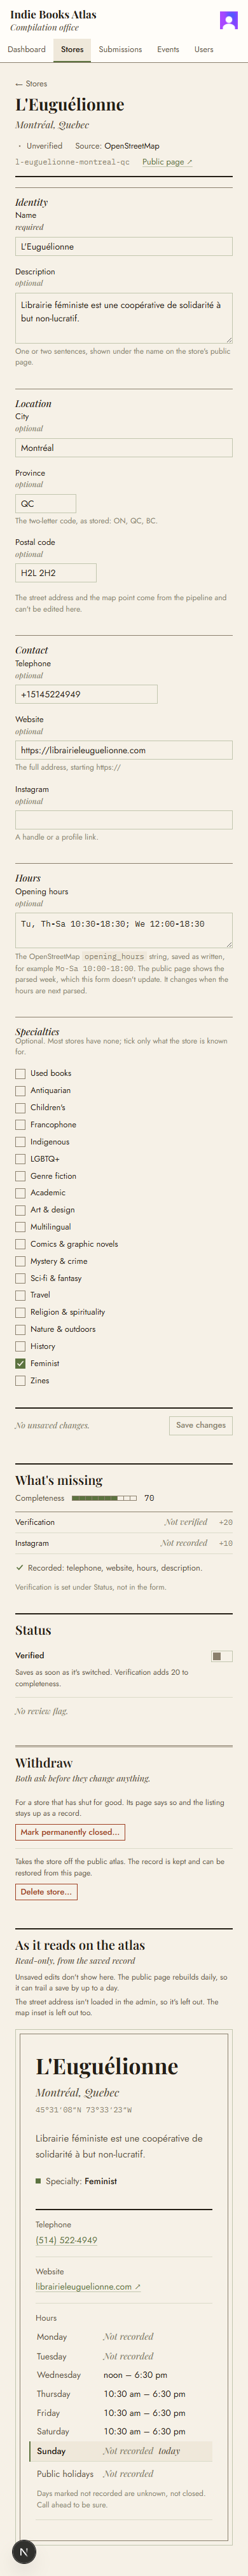 Indie Books Atlas
Compilation office
Dashboard Stores Submissions Events Users
← Stores
L'Euguélionne
Montréal, Quebec
· Unverified Source: OpenStreetMap
l-euguelionne-montreal-qc Public page ↗
Identity
Name
required
L'Euguélionne
Description
optional
Librairie féministe est une coopérative de solidarité à
but non-lucratif.
One or two sentences, shown under the name on the store's public
page.
Location
City
optional
Montréal
Province
optional
QC
The two-letter code, as stored: ON, QC, BC.
Postal code
optional
H2L 2H2
The street address and the map point come from the pipeline and
can't be edited here.
Contact
Telephone
optional
+15145224949
Website
optional
https://librairieleuguelionne.com
The full address, starting https://
Instagram
optional
A handle or a profile link.
Hours
Opening hours
optional
Tu, Th-Sa 10:30-18:30; We 12:00-18:30
The OpenStreetMap opening_hours string, saved as written,
for example Mo-Sa 10:00-18:00. The public page shows the
parsed week, which this form doesn't update. It changes when the
hours are next parsed.
Specialties
Optional. Most stores have none; tick only what the store is known
for.
Used books
Antiquarian
Children's
Francophone
Indigenous
LGBTQ+
Genre fiction
Academic
Art & design
Multilingual
Comics & graphic novels
Mystery & crime
Sci-fi & fantasy
Travel
Religion & spirituality
Nature & outdoors
History
Feminist
Zines
No unsaved changes. Save changes
What's missing
Completeness 70
Verification Not verified +20
Instagram Not recorded +10
✓ Recorded: telephone, website, hours, description.
Verification is set under Status, not in the form.
Status
Verified
Saves as soon as it's switched. Verification adds 20 to
completeness.
No review flag.
Withdraw
Both ask before they change anything.
For a store that has shut for good. Its page says so and the listing
stays up as a record.
Mark permanently closed...
Takes the store off the public atlas. The record is kept and can be
restored from this page.
Delete store...
As it reads on the atlas
Read-only, from the saved record
Unsaved edits don't show here. The public page rebuilds daily, so
it can trail a save by up to a day.
The street address isn't loaded in the admin, so it's left out. The
map inset is left out too.
L'Euguélionne
Montréal, Quebec
45°31′08″N 73°33′23″W
Librairie féministe est une coopérative de
solidarité à but non-lucratif.
Specialty: Feminist
Telephone
(514) 522-4949
Website
librairieleuguelionne.com ↗
Hours
Monday Not recorded
Tuesday Not recorded
Wednesday noon – 6:30 pm
Thursday 10:30 am – 6:30 pm
Friday 10:30 am – 6:30 pm
Saturday 10:30 am – 6:30 pm
Sunday Not recorded today
Public holidays Not recorded
Days marked not recorded are unknown, not closed.
Call ahead to be sure.
N